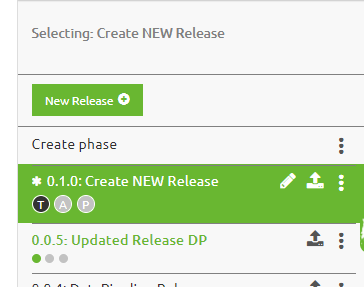 Selecting: Create NEW Release
New Release
Create phase
✱ 0.1.0: Create NEW Release
T A P
0.0.5: Updated Release DP